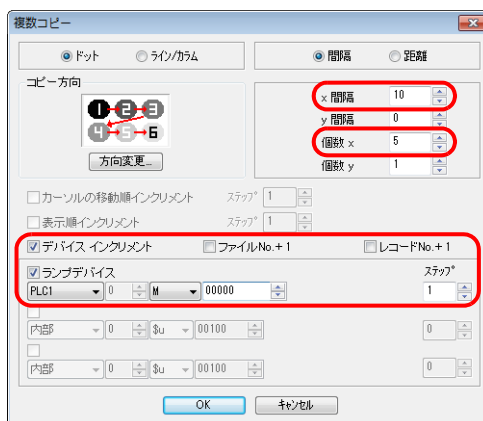 複数コピー
ドット ライン/カラム 間隔 距離
コピー方向
1 2 3
4 5 6
方向変更...
x 間隔 10
y 間隔 0
個数 x 5
個数 y 1
カーソルの移動順インクリメント ステップ 1
表示順インクリメント ステップ 1
デバイス インクリメント ファイルNo.+1 レコードNo.+1
ランプデバイス ステップ
PLC1 0 M 00000 1
内部 0 $u 00100 0
内部 0 $u 00100 0
OK キャンセル